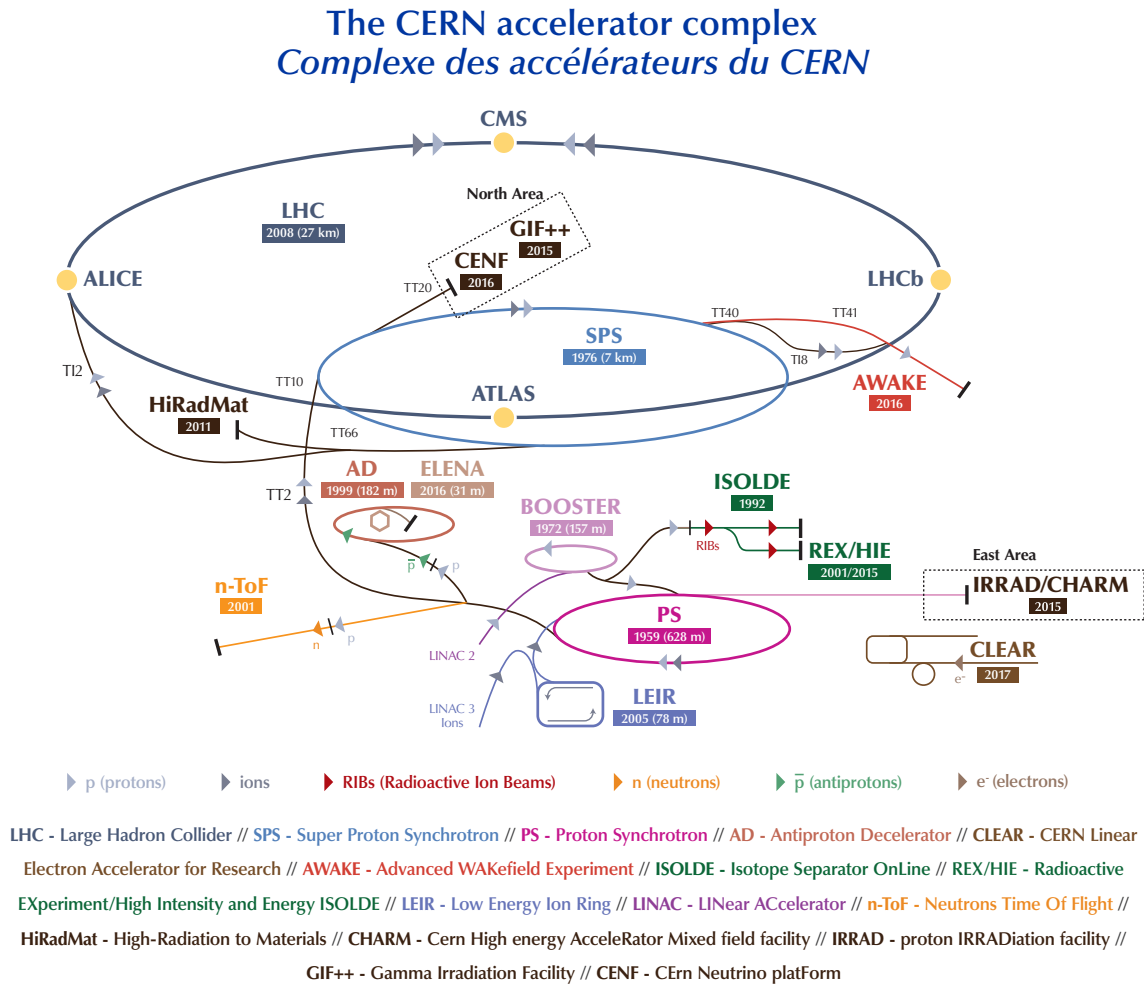 The CERN accelerator complex
Complexe des accélérateurs du CERN
CMS
North Area
LHC
2008 (27 km)
GIF++
2015
CENF
2016
ALICE
LHCb
TT20
TT40
TT41
SPS
1976 (7 km)
TI8
TI2
TT10
AWAKE
2016
ATLAS
HiRadMat
2011
TT66
AD
1999 (182 m)
ELENA
2016 (31 m)
TT2
ISOLDE
1992
BOOSTER
1972 (157 m)
RIBs
REX/HIE
2001/2015
East Area
p̅
p
n-ToF
2001
IRRAD/CHARM
2015
PS
1959 (628 m)
n
p
LINAC 2
CLEAR
2017
e-
LEIR
2005 (78 m)
LINAC 3
Ions
p (protons)
ions
RIBs (Radioactive Ion Beams)
n (neutrons)
p̅ (antiprotons)
e- (electrons)
LHC - Large Hadron Collider // SPS - Super Proton Synchrotron // PS - Proton Synchrotron // AD - Antiproton Decelerator // CLEAR - CERN Linear
Electron Accelerator for Research // AWAKE - Advanced WAKefield Experiment // ISOLDE - Isotope Separator OnLine // REX/HIE - Radioactive
EXperiment/High Intensity and Energy ISOLDE // LEIR - Low Energy Ion Ring // LINAC - LINear ACcelerator // n-ToF - Neutrons Time Of Flight //
HiRadMat - High-Radiation to Materials // CHARM - Cern High energy AcceleRator Mixed field facility // IRRAD - proton IRRADiation facility //
GIF++ - Gamma Irradiation Facility // CENF - CErn Neutrino platForm